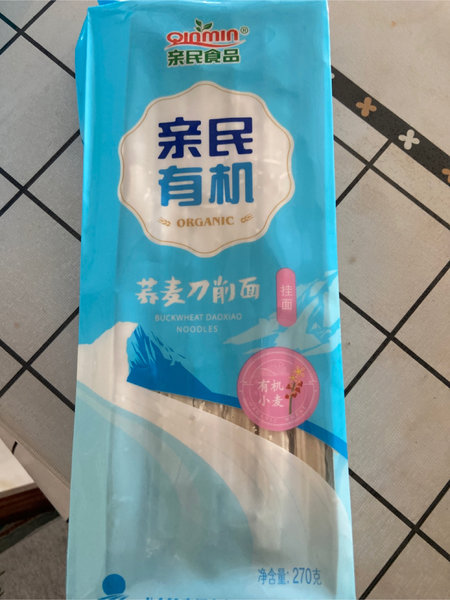 QINMIN®
亲民食品
亲民
有机
ORGANIC
荞麦刀削面
挂面
BUCKWHEAT DAOXIAO
NOODLES
有机
小麦
净含量: 270克